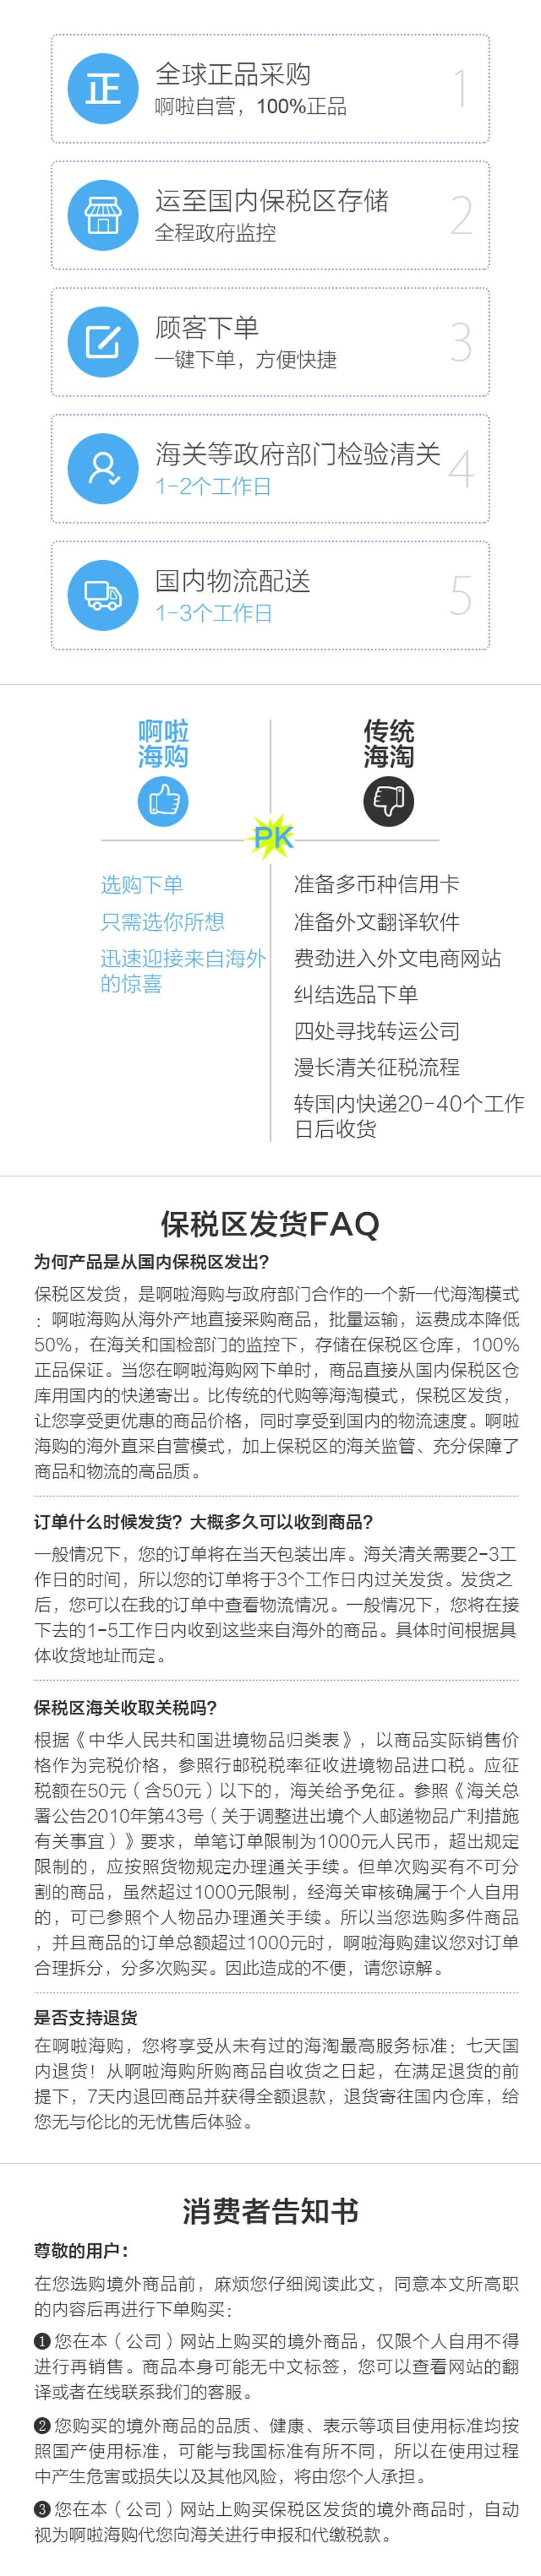 正
全球正品采购
啊啦自营，100%正品
1
运至国内保税区存储
全程政府监控
2
顾客下单
一键下单，方便快捷
3
海关等政府部门检验清关
1-2个工作日
4
国内物流配送
1-3个工作日
5
啊啦
海购
传统
海淘
PK
选购下单
只需选你所想
迅速迎接来自海外
的惊喜
准备多币种信用卡
准备外文翻译软件
费劲进入外文电商网站
纠结选品下单
四处寻找转运公司
漫长清关征税流程
转国内快递20-40个工作
日后收货
保税区发货FAQ
为何产品是从国内保税区发出？
保税区发货，是啊啦海购与政府部门合作的一个新一代海淘模式
：啊啦海购从海外产地直接采购商品，批量运输，运费成本降低
50%，在海关和国检部门的监控下，存储在保税区仓库，100%
正品保证。当您在啊啦海购网下单时，商品直接从国内保税区仓
库用国内的快递寄出。比传统的代购等海淘模式，保税区发货，
让您享受更优惠的商品价格，同时享受到国内的物流速度。啊啦
海购的海外直采自营模式，加上保税区的海关监管、充分保障了
商品和物流的高品质。
订单什么时候发货？大概多久可以收到商品？
一般情况下，您的订单将在当天包装出库。海关清关需要2-3工
作日的时间，所以您的订单将于3个工作日内过关发货。发货之
后，您可以在我的订单中查看物流情况。一般情况下，您将在接
下去的1-5工作日内收到这些来自海外的商品。具体时间根据具
体收货地址而定。
保税区海关收取关税吗？
根据《中华人民共和国进境物品归类表》，以商品实际销售价
格作为完税价格，参照行邮税税率征收进境物品进口税。应征
税额在50元（含50元）以下的，海关给予免征。参照《海关总
署公告2010年第43号（关于调整进出境个人邮递物品广利措施
有关事宜）》要求，单笔订单限制为1000元人民币，超出规定
限制的，应按照货物规定办理通关手续。但单次购买有不可分
割的商品，虽然超过1000元限制，经海关审核确属于个人自用
的，可已参照个人物品办理通关手续。所以当您选购多件商品
，并且商品的订单总额超过1000元时，啊啦海购建议您对订单
合理拆分，分多次购买。因此造成的不便，请您谅解。
是否支持退货
在啊啦海购，您将享受从未有过的海淘最高服务标准：七天国
内退货！从啊啦海购所购商品自收货之日起，在满足退货的前
提下，7天内退回商品并获得全额退款，退货寄往国内仓库，给
您无与伦比的无忧售后体验。
消费者告知书
尊敬的用户：
在您选购境外商品前，麻烦您仔细阅读此文，同意本文所高职
的内容后再进行下单购买：
❶您在本（公司）网站上购买的境外商品，仅限个人自用不得
进行再销售。商品本身可能无中文标签，您可以查看网站的翻
译或者在线联系我们的客服。
❷您购买的境外商品的品质、健康、表示等项目使用标准均按
照国产使用标准，可能与我国标准有所不同，所以在使用过程
中产生危害或损失以及其他风险，将由您个人承担。
❸您在本（公司）网站上购买保税区发货的境外商品时，自动
视为啊啦海购代您向海关进行申报和代缴税款。